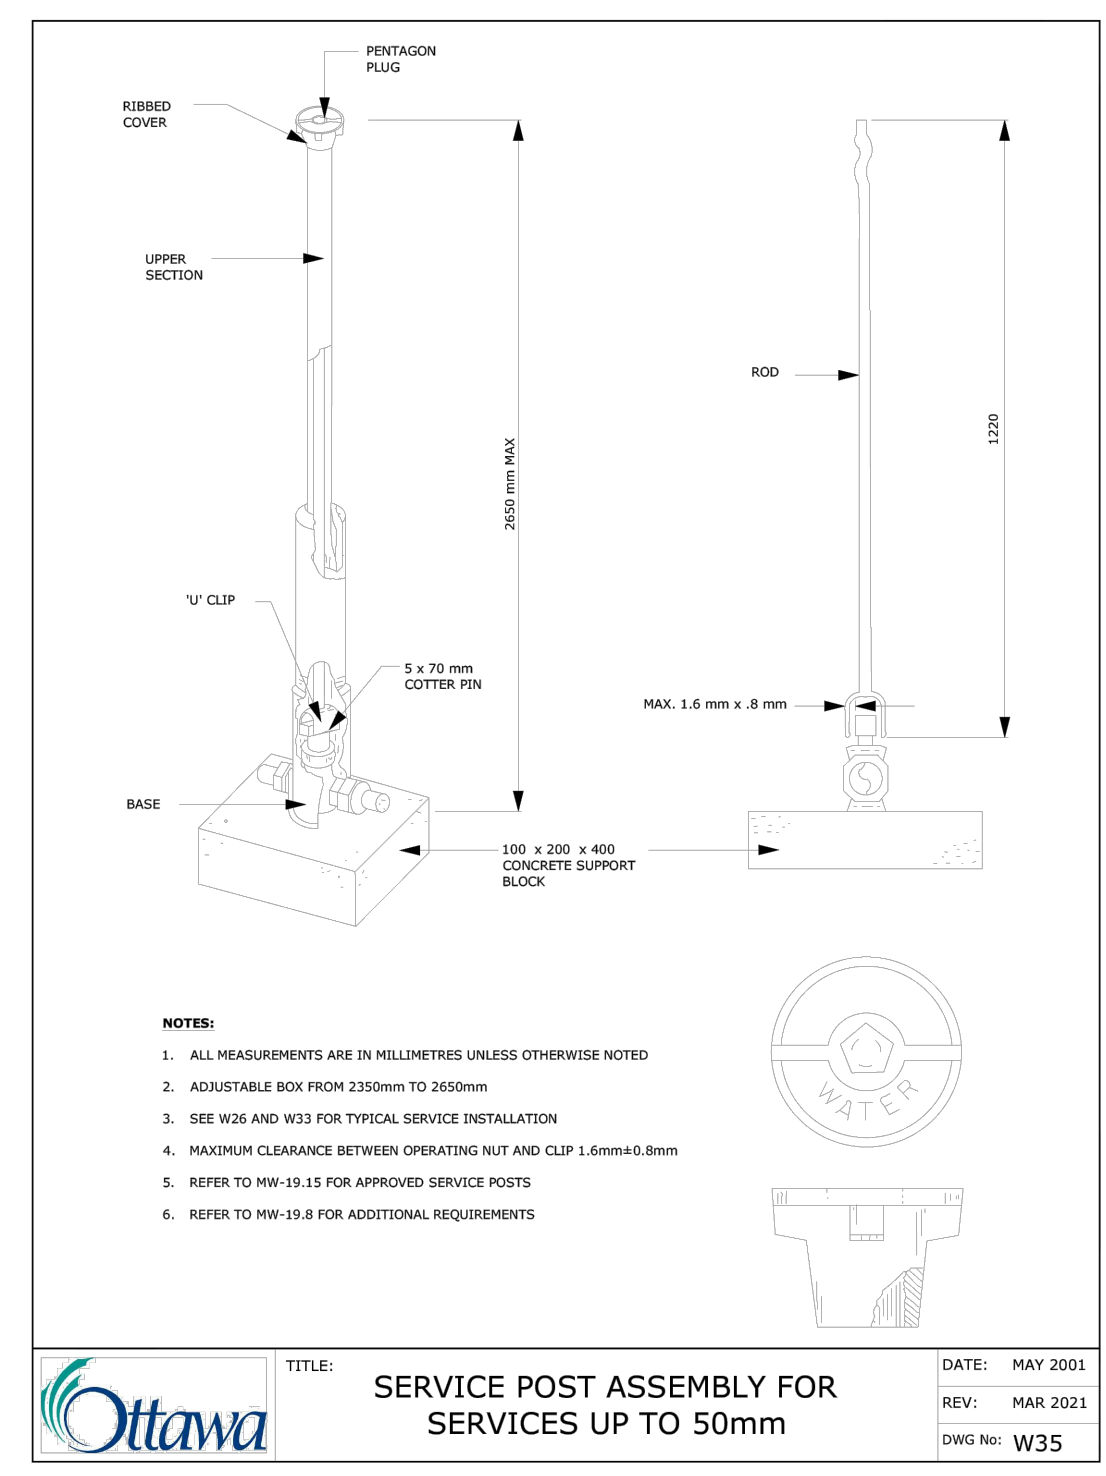 PENTAGON
PLUG
RIBBED
COVER
UPPER
SECTION
ROD
2650 mm MAX
1220
'U' CLIP
5 x 70 mm
COTTER PIN
MAX. 1.6 mm x .8 mm
BASE
100 x 200 x 400
CONCRETE SUPPORT
BLOCK
WATER
NOTES:
1. ALL MEASUREMENTS ARE IN MILLIMETRES UNLESS OTHERWISE NOTED
2. ADJUSTABLE BOX FROM 2350mm TO 2650mm
3. SEE W26 AND W33 FOR TYPICAL SERVICE INSTALLATION
4. MAXIMUM CLEARANCE BETWEEN OPERATING NUT AND CLIP 1.6mm±0.8mm
5. REFER TO MW-19.15 FOR APPROVED SERVICE POSTS
6. REFER TO MW-19.8 FOR ADDITIONAL REQUIREMENTS
Ottawa
TITLE:
SERVICE POST ASSEMBLY FOR
SERVICES UP TO 50mm
DATE: MAY 2001
REV: MAR 2021
DWG No: W35